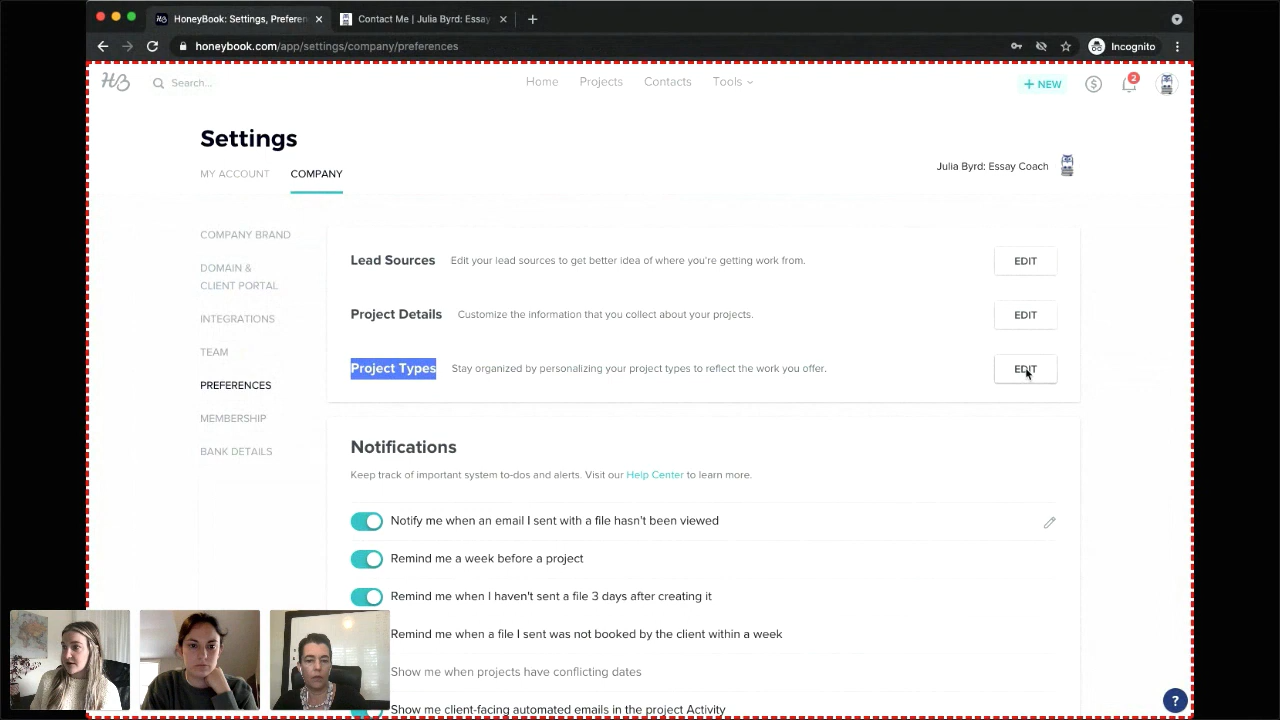 HoneyBook: Settings, Preferen
Contact Me | Julia Byrd: Essay
honeybook.com/app/settings/company/preferences
Incognito
HB
Search...
Home
Projects
Contacts
Tools
+ NEW
$
2
Settings
MY ACCOUNT
COMPANY
Julia Byrd: Essay Coach
COMPANY BRAND
DOMAIN &
CLIENT PORTAL
INTEGRATIONS
TEAM
PREFERENCES
MEMBERSHIP
BANK DETAILS
Lead Sources Edit your lead sources to get better idea of where you're getting work from. EDIT
Project Details Customize the information that you collect about your projects. EDIT
Project Types Stay organized by personalizing your project types to reflect the work you offer. EDIT
Notifications
Keep track of important system to-dos and alerts. Visit our Help Center to learn more.
Notify me when an email I sent with a file hasn't been viewed
Remind me a week before a project
Remind me when I haven't sent a file 3 days after creating it
Remind me when a file I sent was not booked by the client within a week
Show me when projects have conflicting dates
Show me client-facing automated emails in the project Activity
?